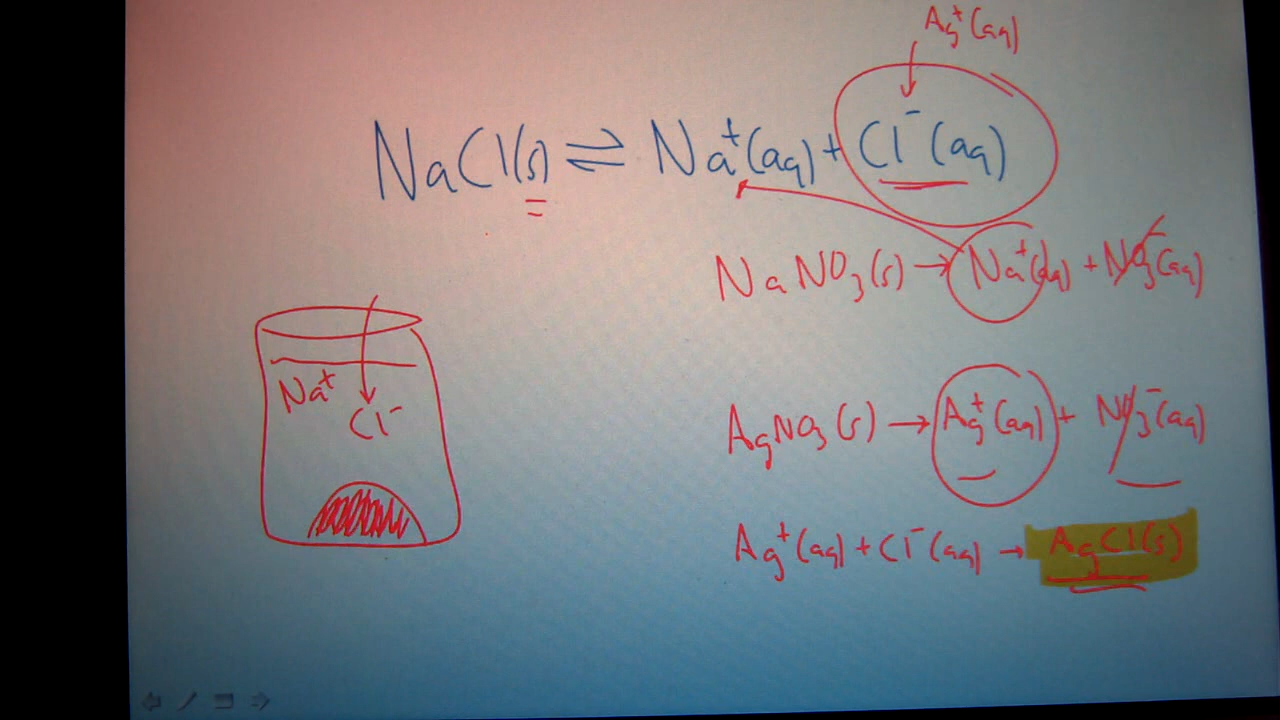 Ag⁺(aq)
NaCl(s) ⇌ Na⁺(aq) + Cl⁻(aq)
NaNO₃(s) → Na⁺(aq) + NO₃⁻(aq)
Na⁺
Cl⁻
AgNO₃(s) → Ag⁺(aq) + NO₃⁻(aq)
Ag⁺(aq) + Cl⁻(aq) → AgCl(s)